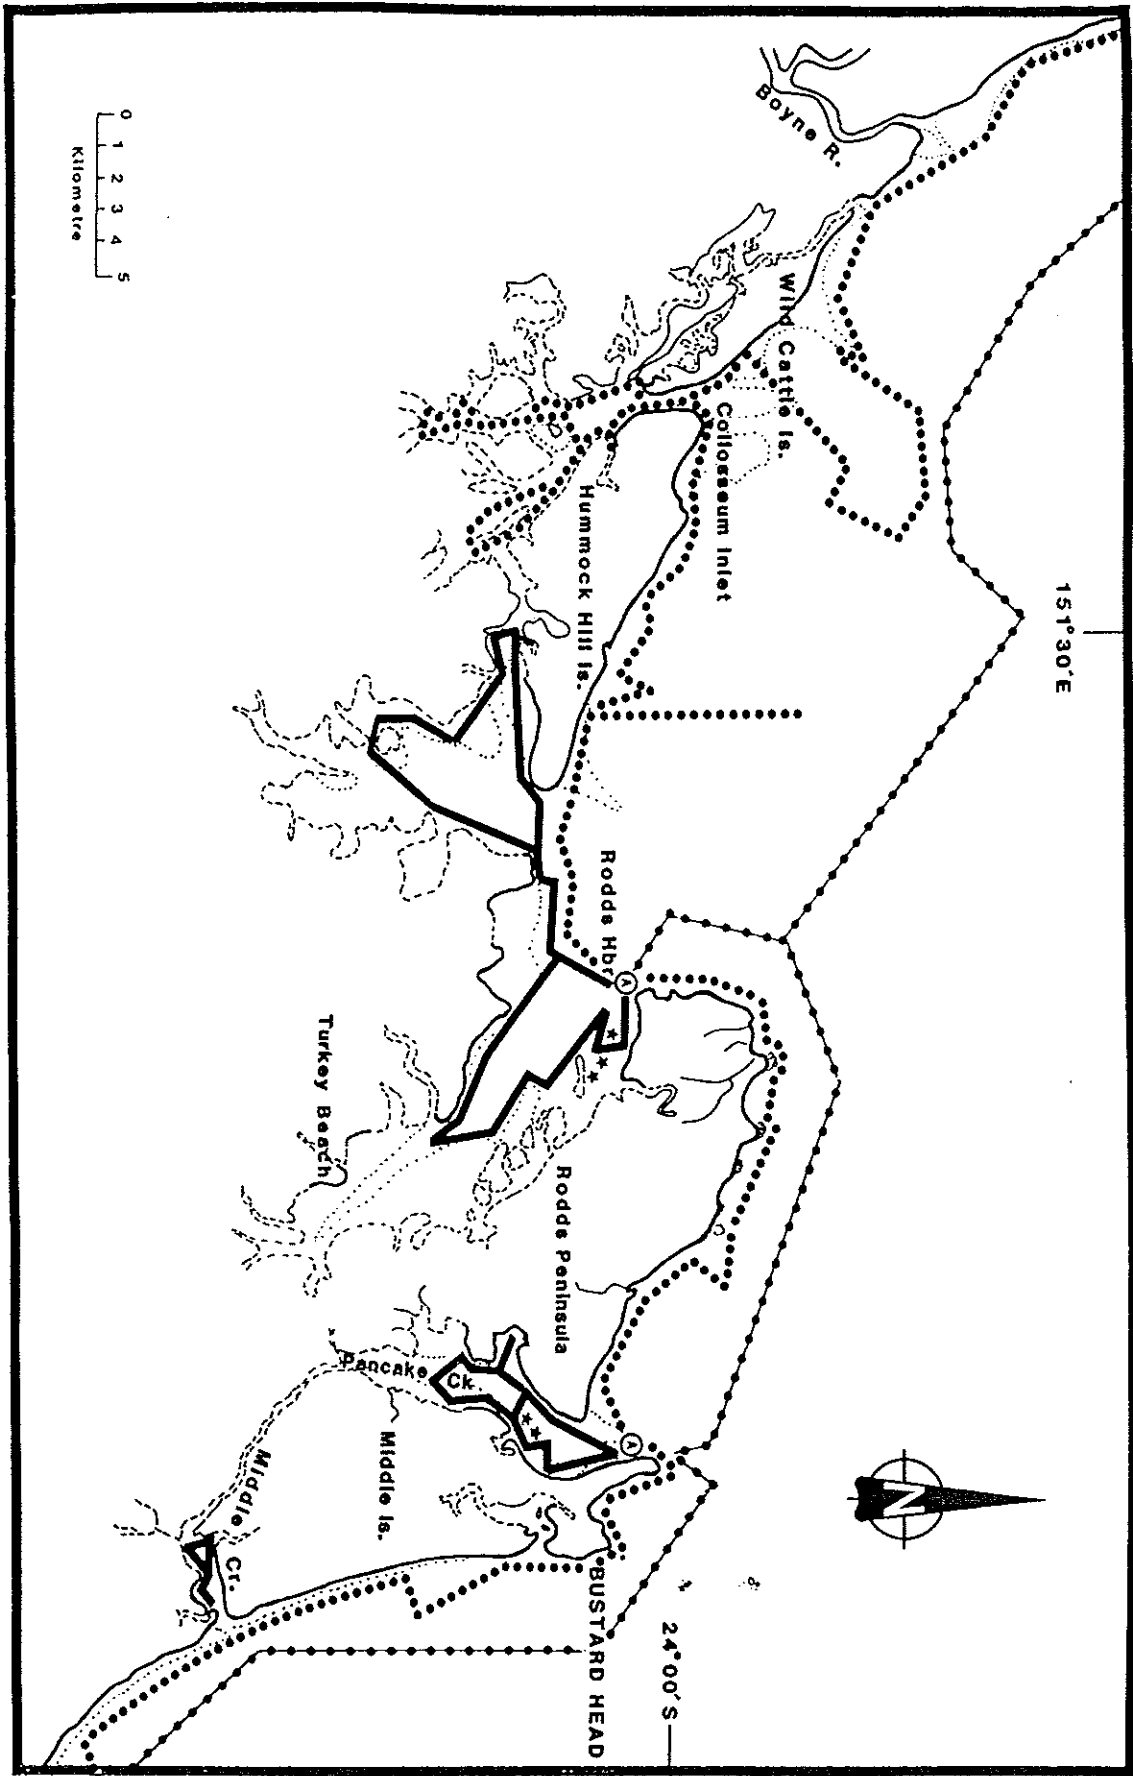 Boyne R.
Wild Cattle Is.
Collosseum Inlet
Hummock Hill Is.
151°30'E
Rodds Hbr
A
Turkey Beach
Rodds Peninsula
Pancake Ck.
A
Middle Is.
Middle Cr.
BUSTARD HEAD
24°00'S
N
0 1 2 3 4 5
Kilometre